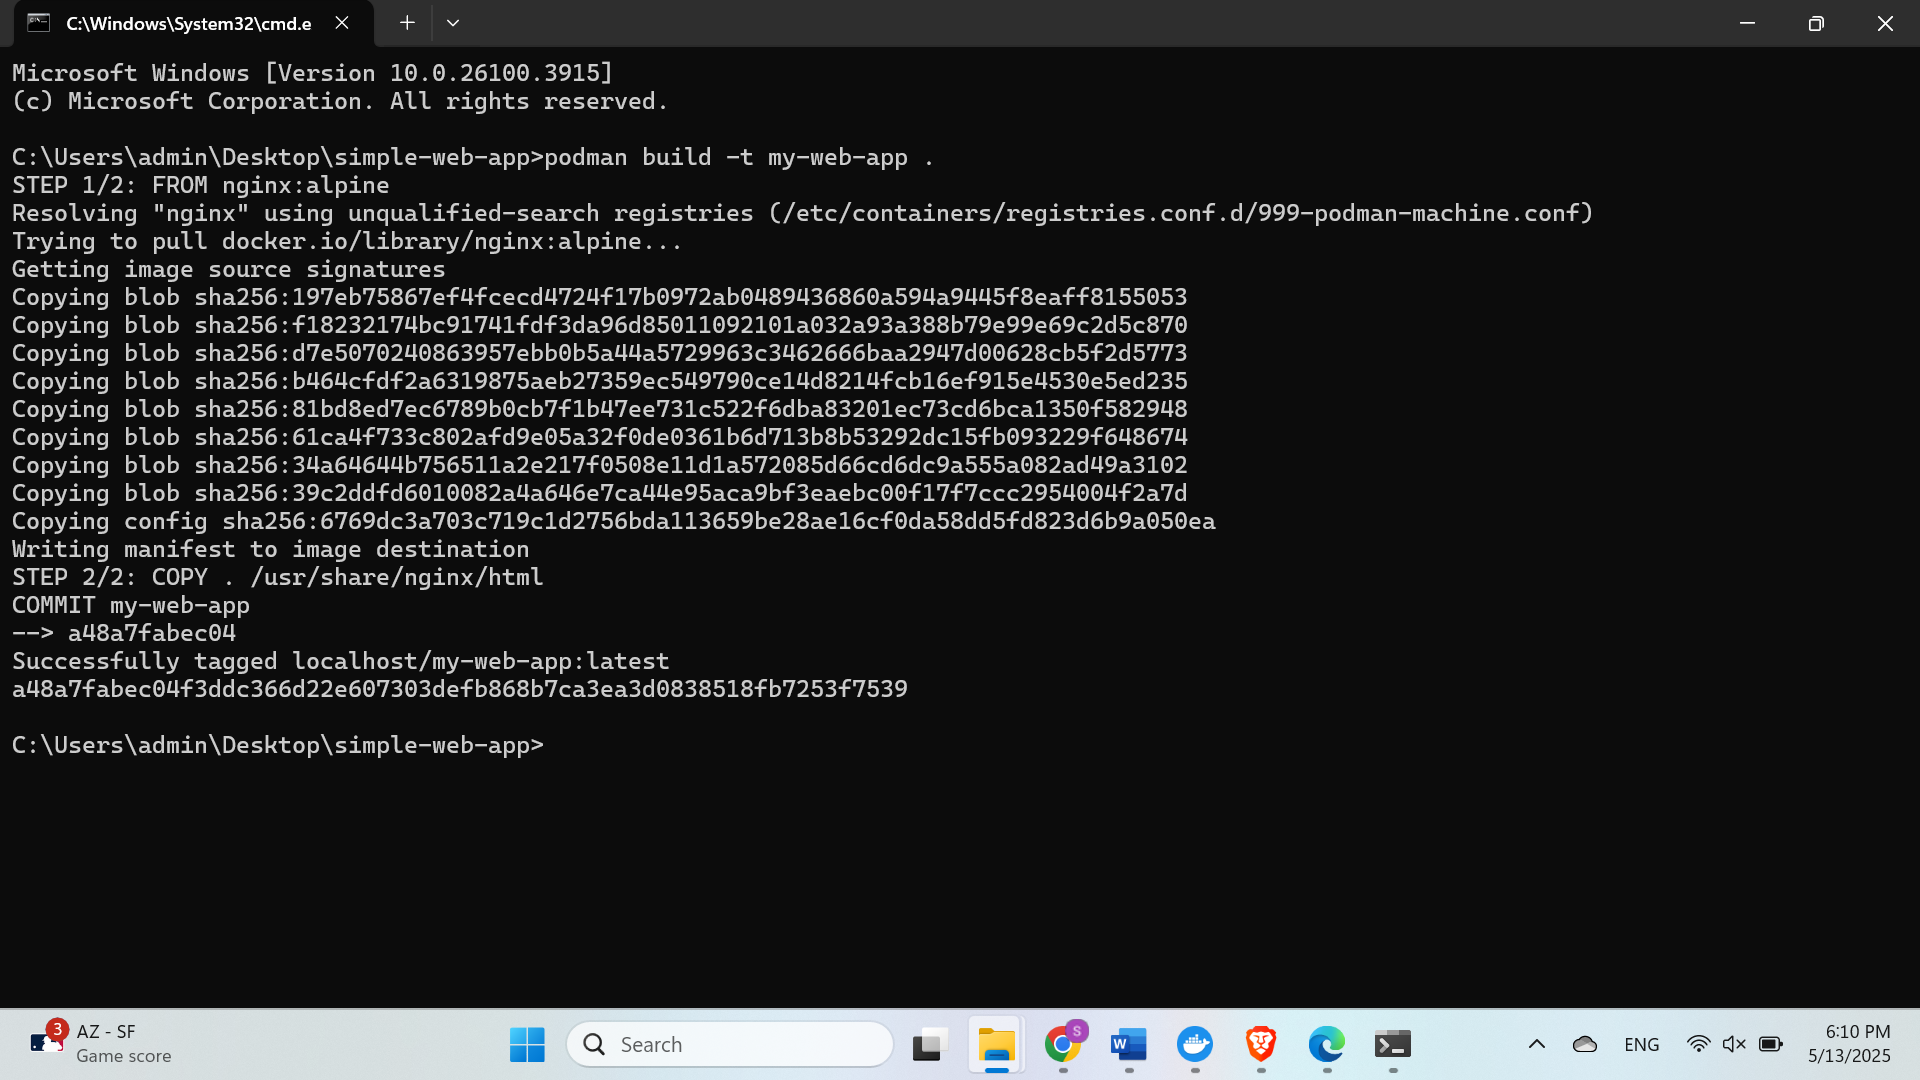 C:\Windows\System32\cmd.e
Microsoft Windows [Version 10.0.26100.3915]
(c) Microsoft Corporation. All rights reserved.
C:\Users\admin\Desktop\simple-web-app>podman build -t my-web-app .
STEP 1/2: FROM nginx:alpine
Resolving "nginx" using unqualified-search registries (/etc/containers/registries.conf.d/999-podman-machine.conf)
Trying to pull docker.io/library/nginx:alpine...
Getting image source signatures
Copying blob sha256:197eb75867ef4fcecd4724f17b0972ab0489436860a594a9445f8eaff8155053
Copying blob sha256:f18232174bc91741fdf3da96d85011092101a032a93a388b79e99e69c2d5c870
Copying blob sha256:d7e5070240863957ebb0b5a44a5729963c3462666baa2947d00628cb5f2d5773
Copying blob sha256:b464cfdf2a6319875aeb27359ec549790ce14d8214fcb16ef915e4530e5ed235
Copying blob sha256:81bd8ed7ec6789b0cb7f1b47ee731c522f6dba83201ec73cd6bca1350f582948
Copying blob sha256:61ca4f733c802afd9e05a32f0de0361b6d713b8b53292dc15fb093229f648674
Copying blob sha256:34a64644b756511a2e217f0508e11d1a572085d66cd6dc9a555a082ad49a3102
Copying blob sha256:39c2ddfd6010082a4a646e7ca44e95aca9bf3eaebc00f17f7ccc2954004f2a7d
Copying config sha256:6769dc3a703c719c1d2756bda113659be28ae16cf0da58dd5fd823d6b9a050ea
Writing manifest to image destination
STEP 2/2: COPY . /usr/share/nginx/html
COMMIT my-web-app
--> a48a7fabec04
Successfully tagged localhost/my-web-app:latest
a48a7fabec04f3ddc366d22e607303defb868b7ca3ea3d0838518fb7253f7539
C:\Users\admin\Desktop\simple-web-app>
3
AZ - SF
Game score
Search
S
W
ENG
6:10 PM
5/13/2025